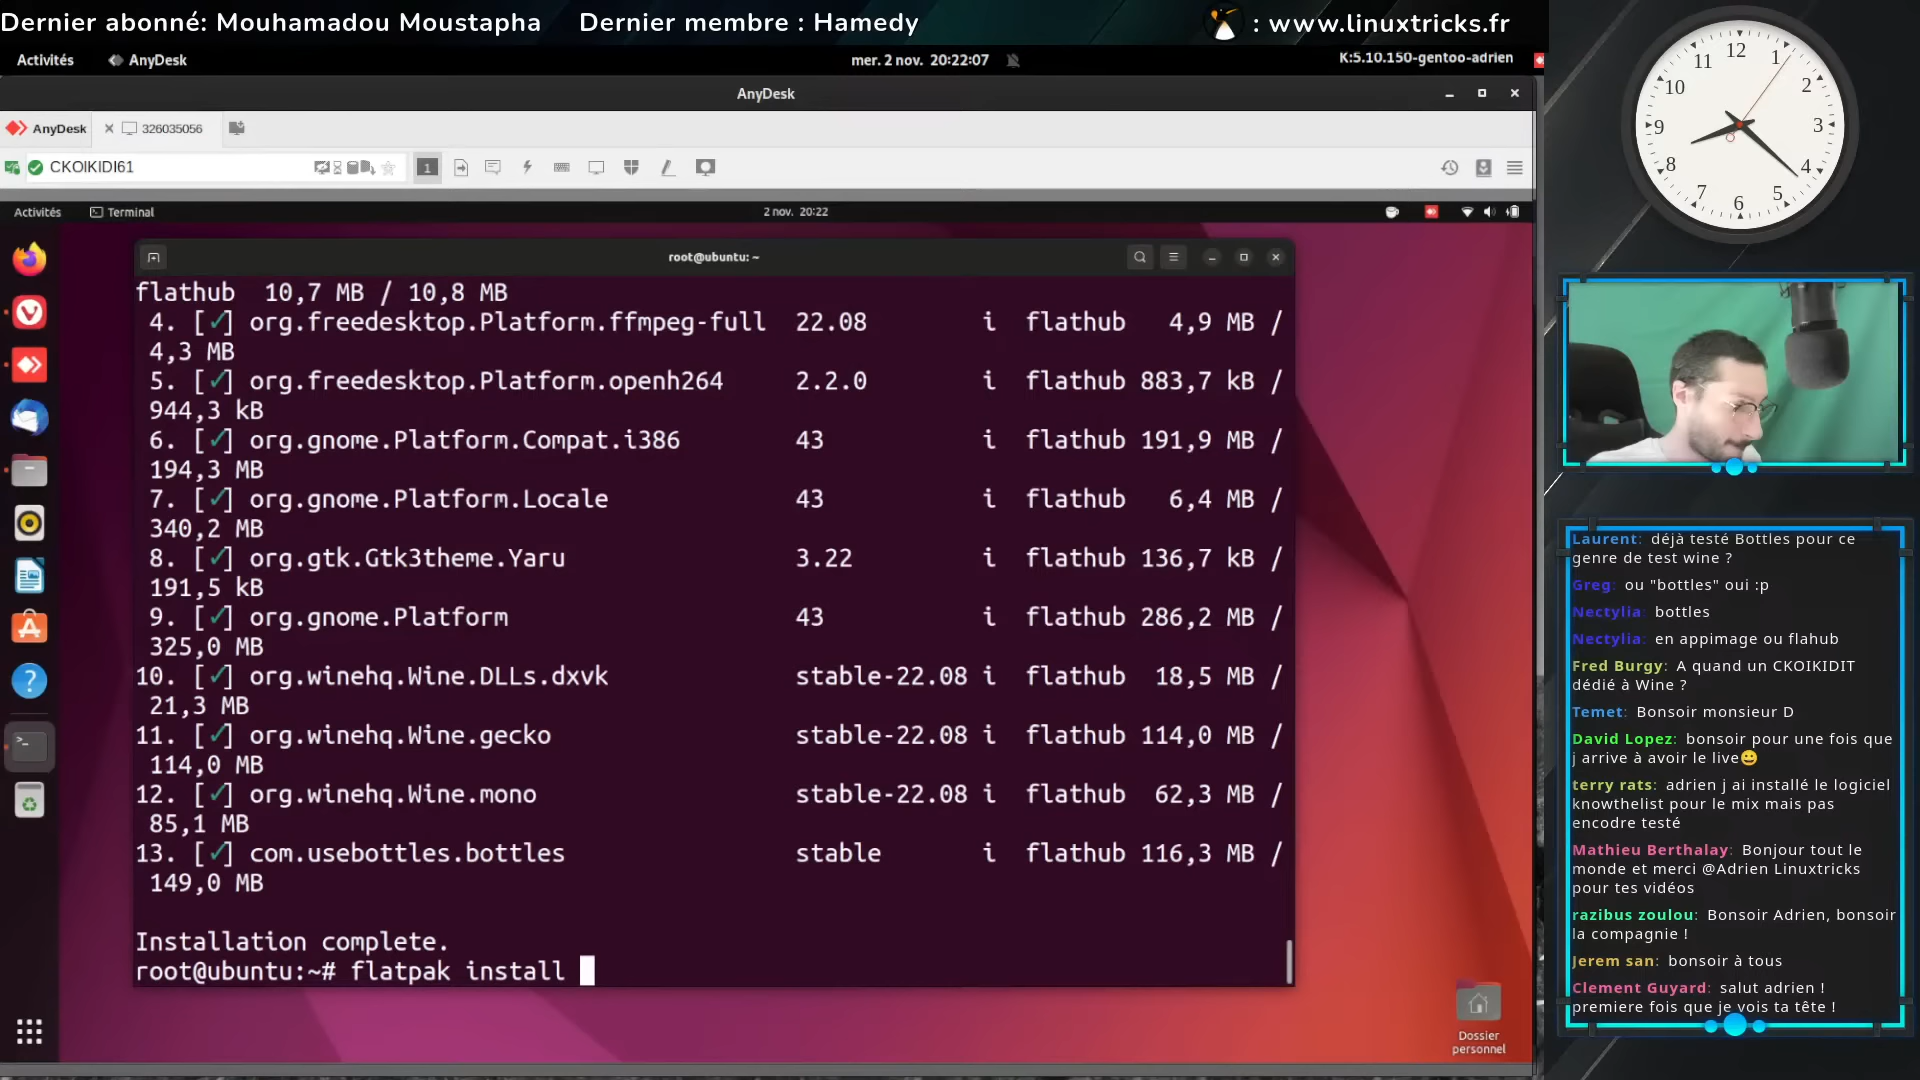 Dernier abonné: Mouhamadou Moustapha Dernier membre : Hamedy : www.linuxtricks.fr
Activités AnyDesk mer. 2 nov. 20:22:07 K:5.10.150-gentoo-adrien
AnyDesk
AnyDesk 326035056
CKOIKIDI61 1
Activités Terminal 2 nov. 20:22
root@ubuntu: ~
flathub 10,7 MB / 10,8 MB
4. [✓] org.freedesktop.Platform.ffmpeg-full 22.08 i flathub 4,9 MB /
4,3 MB
5. [✓] org.freedesktop.Platform.openh264 2.2.0 i flathub 883,7 kB /
944,3 kB
6. [✓] org.gnome.Platform.Compat.i386 43 i flathub 191,9 MB /
194,3 MB
7. [✓] org.gnome.Platform.Locale 43 i flathub 6,4 MB /
340,2 MB
8. [✓] org.gtk.Gtk3theme.Yaru 3.22 i flathub 136,7 kB /
191,5 kB
9. [✓] org.gnome.Platform 43 i flathub 286,2 MB /
325,0 MB
10. [✓] org.winehq.Wine.DLLs.dxvk stable-22.08 i flathub 18,5 MB /
21,3 MB
11. [✓] org.winehq.Wine.gecko stable-22.08 i flathub 114,0 MB /
114,0 MB
12. [✓] org.winehq.Wine.mono stable-22.08 i flathub 62,3 MB /
85,1 MB
13. [✓] com.usebottles.bottles stable i flathub 116,3 MB /
149,0 MB
Installation complete.
root@ubuntu:~# flatpak install
Dossier
personnel
12
1
2
3
4
5
6
7
8
9
10
11
Laurent: déjà testé Bottles pour ce
genre de test wine ?
Greg: ou "bottles" oui :p
Nectylia: bottles
Nectylia: en appimage ou flahub
Fred Burgy: A quand un CKOIKIDIT
dédié à Wine ?
Temet: Bonsoir monsieur D
David Lopez: bonsoir pour une fois que
j arrive à avoir le live😀
terry rats: adrien j ai installé le logiciel
knowthelist pour le mix mais pas
encodre testé
Mathieu Berthalay: Bonjour tout le
monde et merci @Adrien Linuxtricks
pour tes vidéos
razibus zoulou: Bonsoir Adrien, bonsoir
la compagnie !
Jerem san: bonsoir à tous
Clement Guyard: salut adrien !
premiere fois que je vois ta tête !